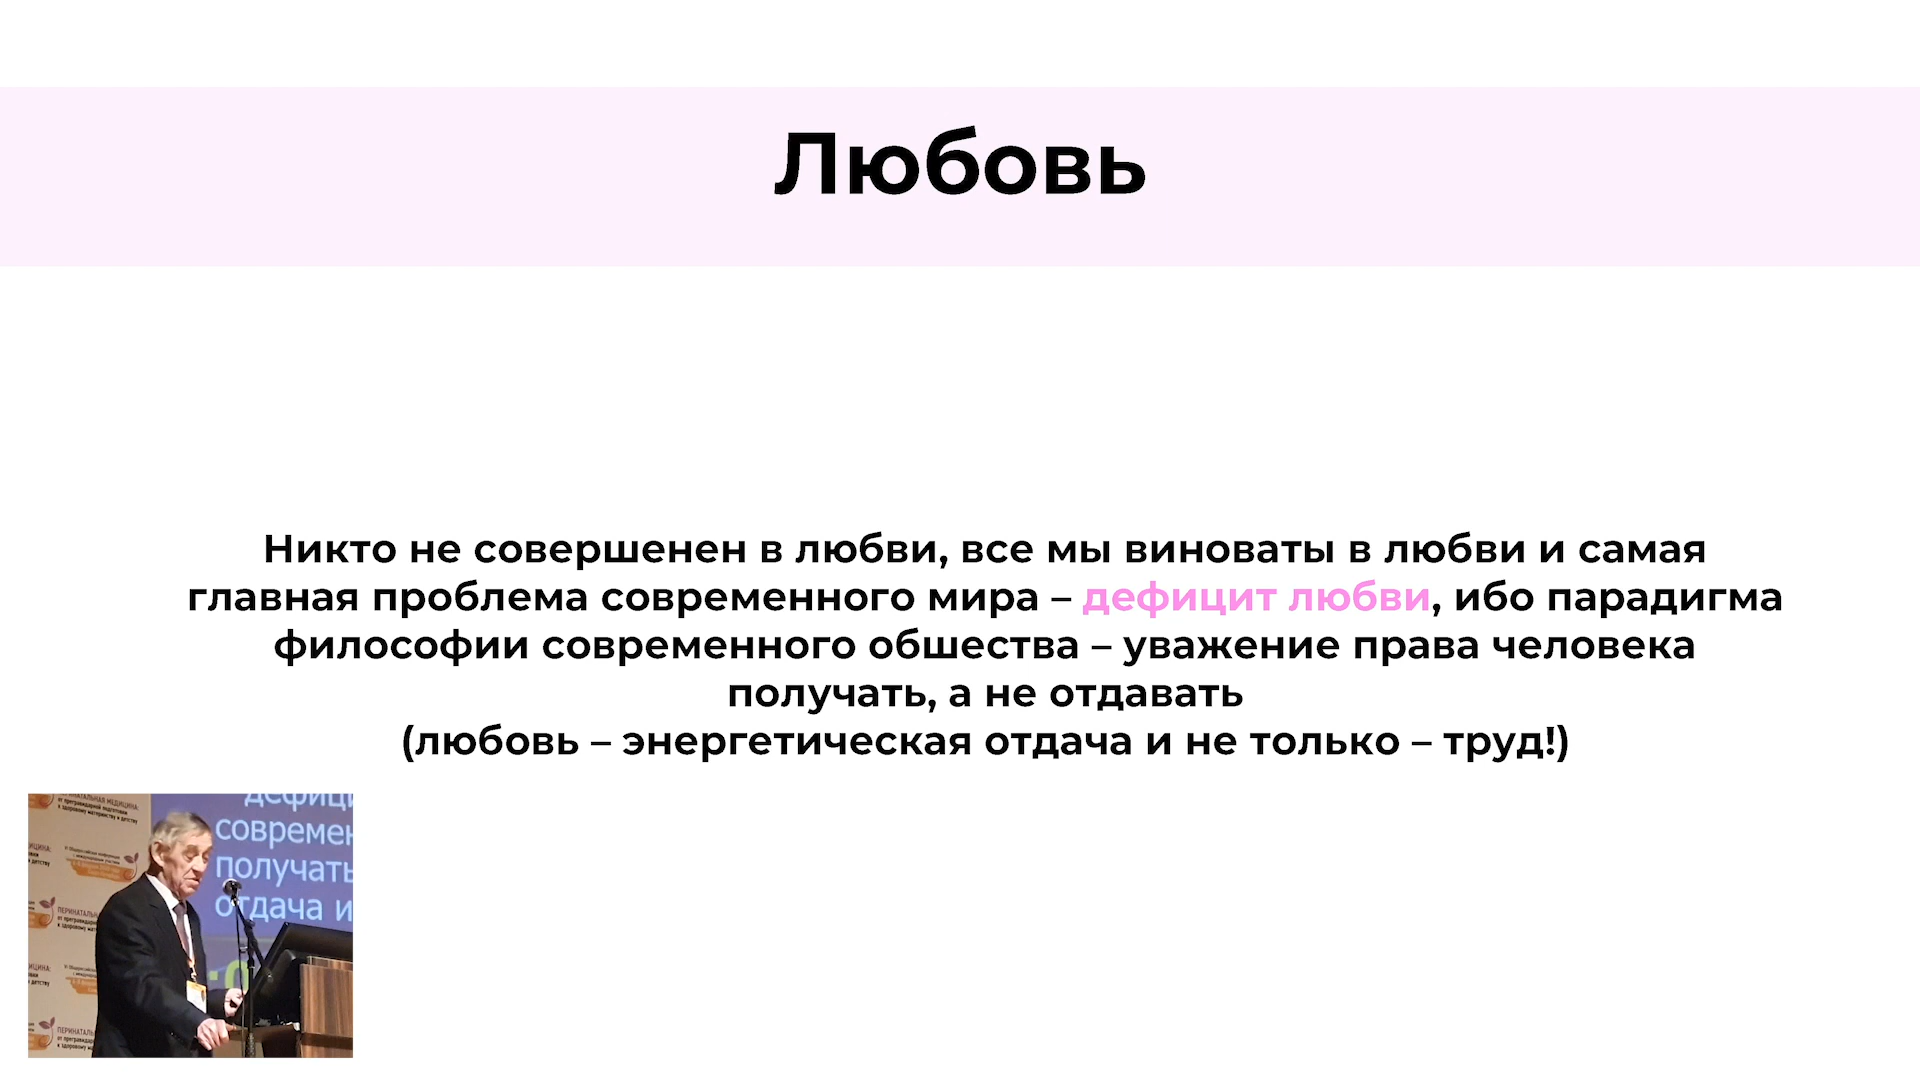 Любовь
Никто не совершенен в любви, все мы виноваты в любви и самая
главная проблема современного мира – дефицит любви, ибо парадигма
философии современного обшества – уважение права человека
получать, а не отдавать
(любовь – энергетическая отдача и не только – труд!)
современ
получать
отдача и